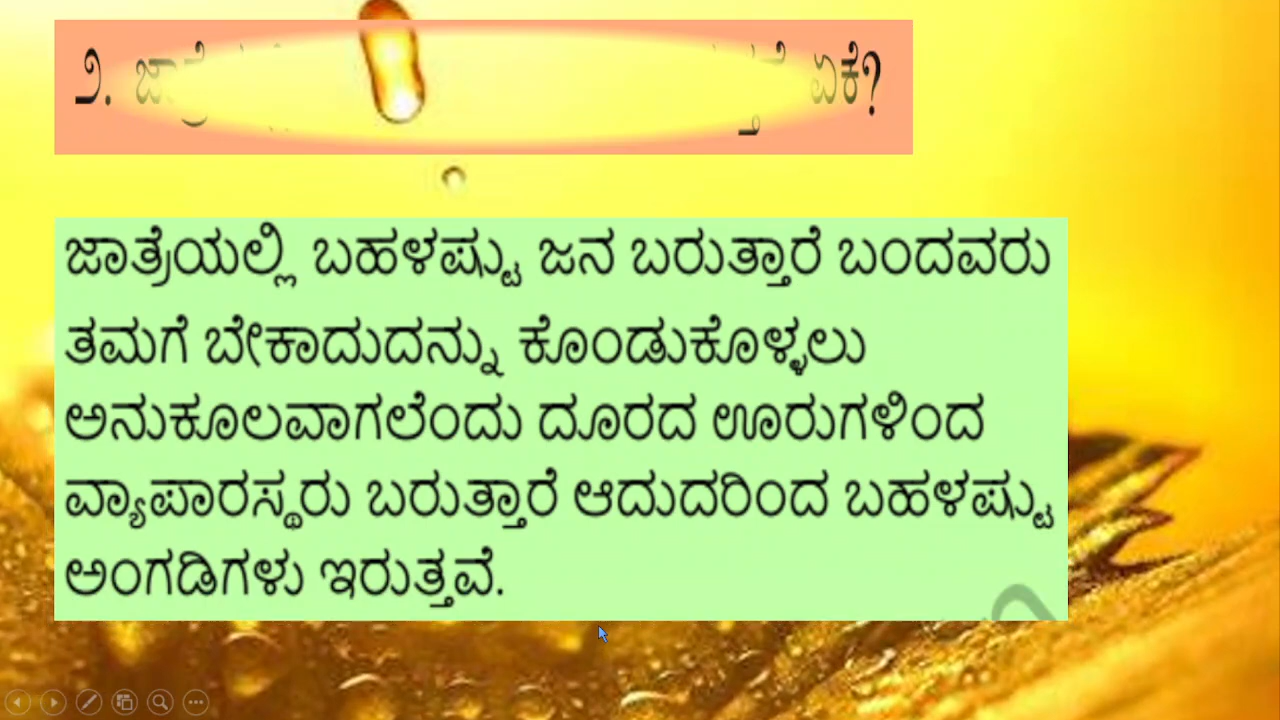 ೨. ಏಕೆ?
ಜಾತ್ರೆಯಲ್ಲಿ ಬಹಳಷ್ಟು ಜನ ಬರುತ್ತಾರೆ ಬಂದವರು
ತಮಗೆ ಬೇಕಾದುದನ್ನು ಕೊಂಡುಕೊಳ್ಳಲು
ಅನುಕೂಲವಾಗಲೆಂದು ದೂರದ ಊರುಗಳಿಂದ
ವ್ಯಾಪಾರಸ್ಥರು ಬರುತ್ತಾರೆ ಆದುದರಿಂದ ಬಹಳಷ್ಟು
ಅಂಗಡಿಗಳು ಇರುತ್ತವೆ.